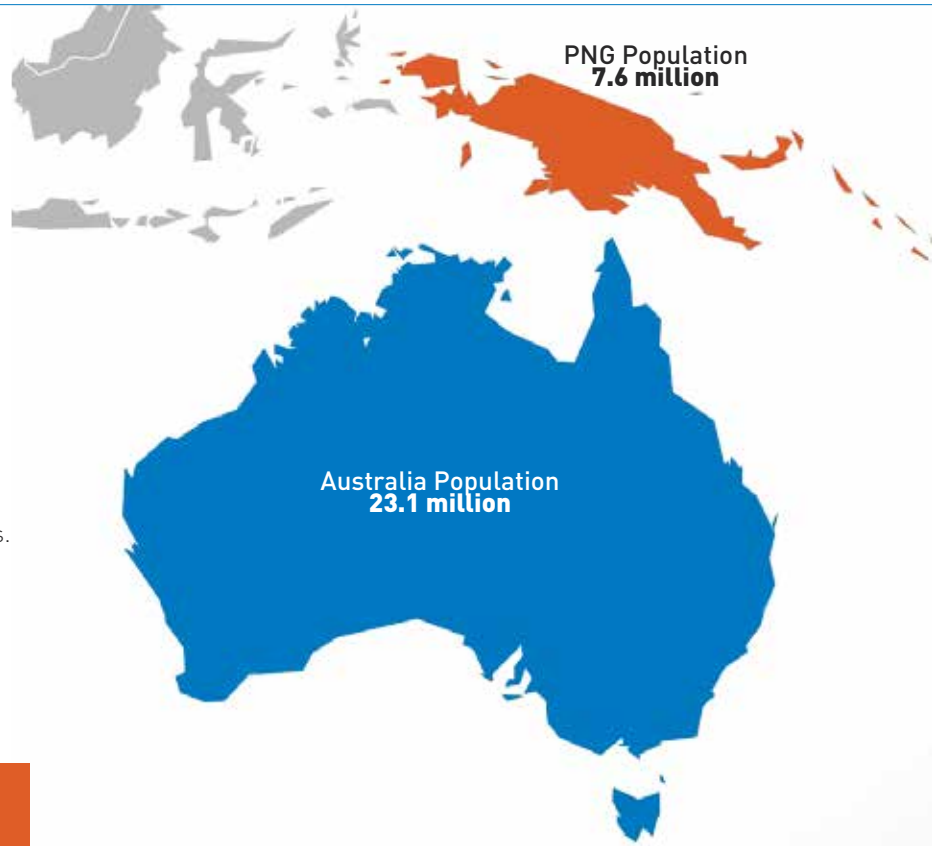 PNG Population
7.6 million
Australia Population
23.1 million
s.